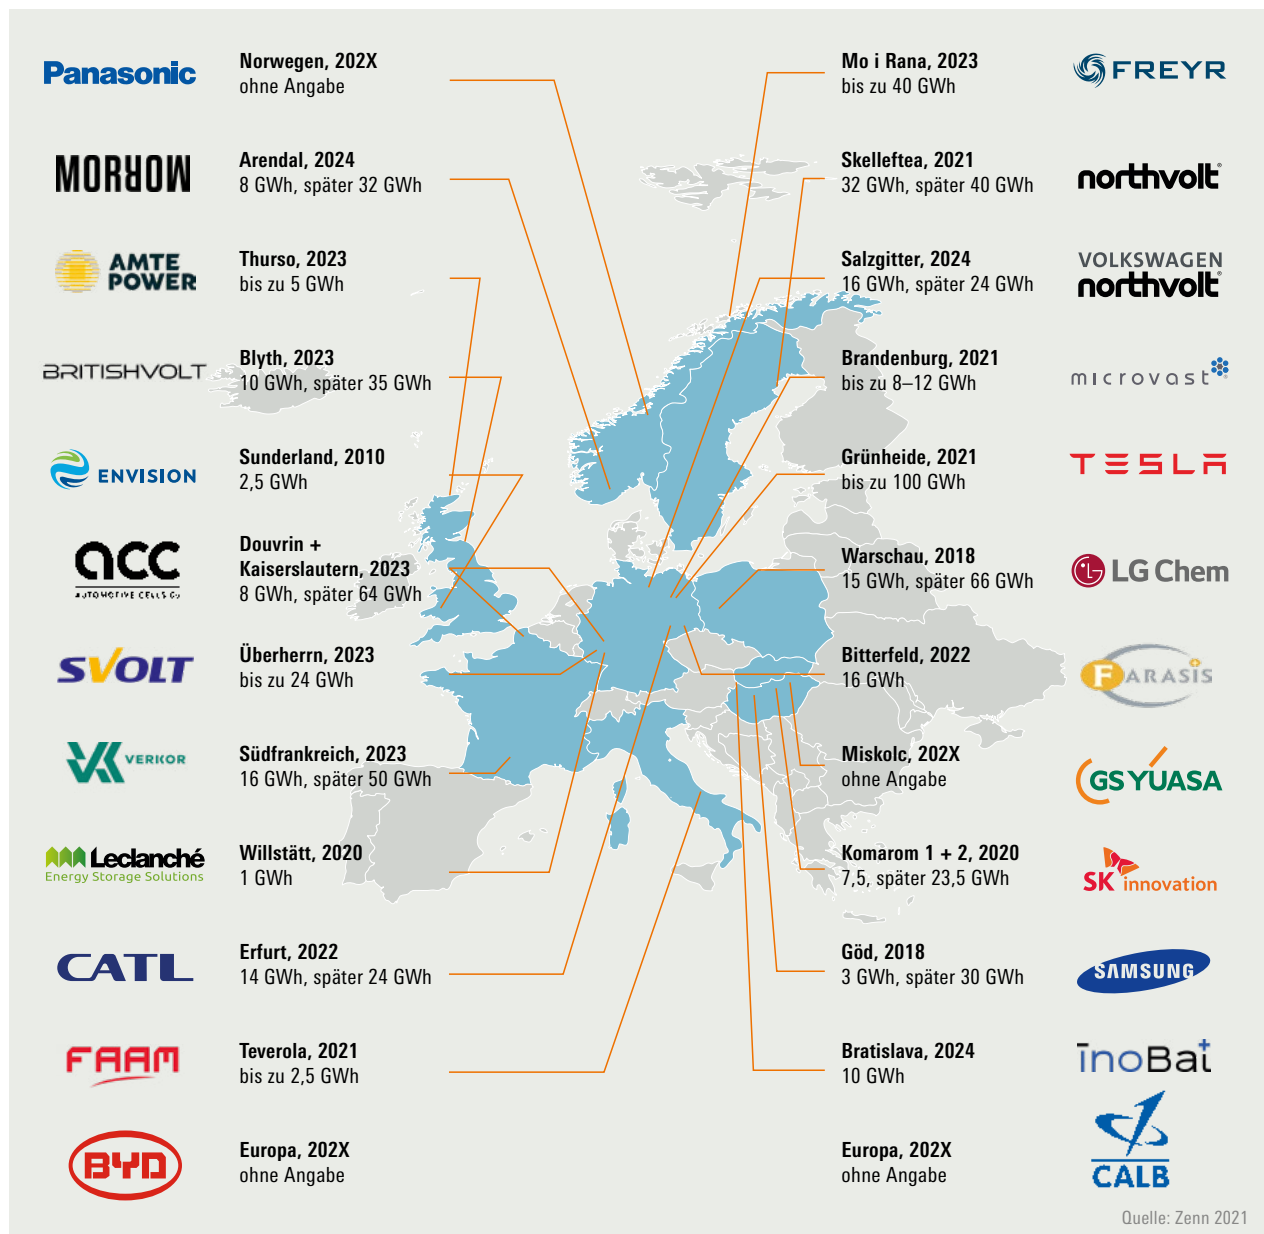 Panasonic
Norwegen, 202X
ohne Angabe
MORROW
Arendal, 2024
8 GWh, später 32 GWh
AMTE
POWER
Thurso, 2023
bis zu 5 GWh
BRITISHVOLT
Blyth, 2023
10 GWh, später 35 GWh
ENVISION
Sunderland, 2010
2,5 GWh
acc
AUTOMOTIVE CELLS CO
Douvrin +
Kaiserslautern, 2023
8 GWh, später 64 GWh
SVOLT
Überherrn, 2023
bis zu 24 GWh
VERKOR
Südfrankreich, 2023
16 GWh, später 50 GWh
Leclanché
Energy Storage Solutions
Willstätt, 2020
1 GWh
CATL
Erfurt, 2022
14 GWh, später 24 GWh
FAAM
Teverola, 2021
bis zu 2,5 GWh
BYD
Europa, 202X
ohne Angabe
Mo i Rana, 2023
bis zu 40 GWh
FREYR
Skelleftea, 2021
32 GWh, später 40 GWh
northvolt
Salzgitter, 2024
16 GWh, später 24 GWh
VOLKSWAGEN
northvolt
Brandenburg, 2021
bis zu 8–12 GWh
microvast
Grünheide, 2021
bis zu 100 GWh
TESLA
Warschau, 2018
15 GWh, später 66 GWh
LG Chem
Bitterfeld, 2022
16 GWh
FARASIS
Miskolc, 202X
ohne Angabe
GS YUASA
Komarom 1 + 2, 2020
7,5, später 23,5 GWh
SK innovation
Göd, 2018
3 GWh, später 30 GWh
SAMSUNG
Bratislava, 2024
10 GWh
inoBat
Europa, 202X
ohne Angabe
CALB
Quelle: Zenn 2021